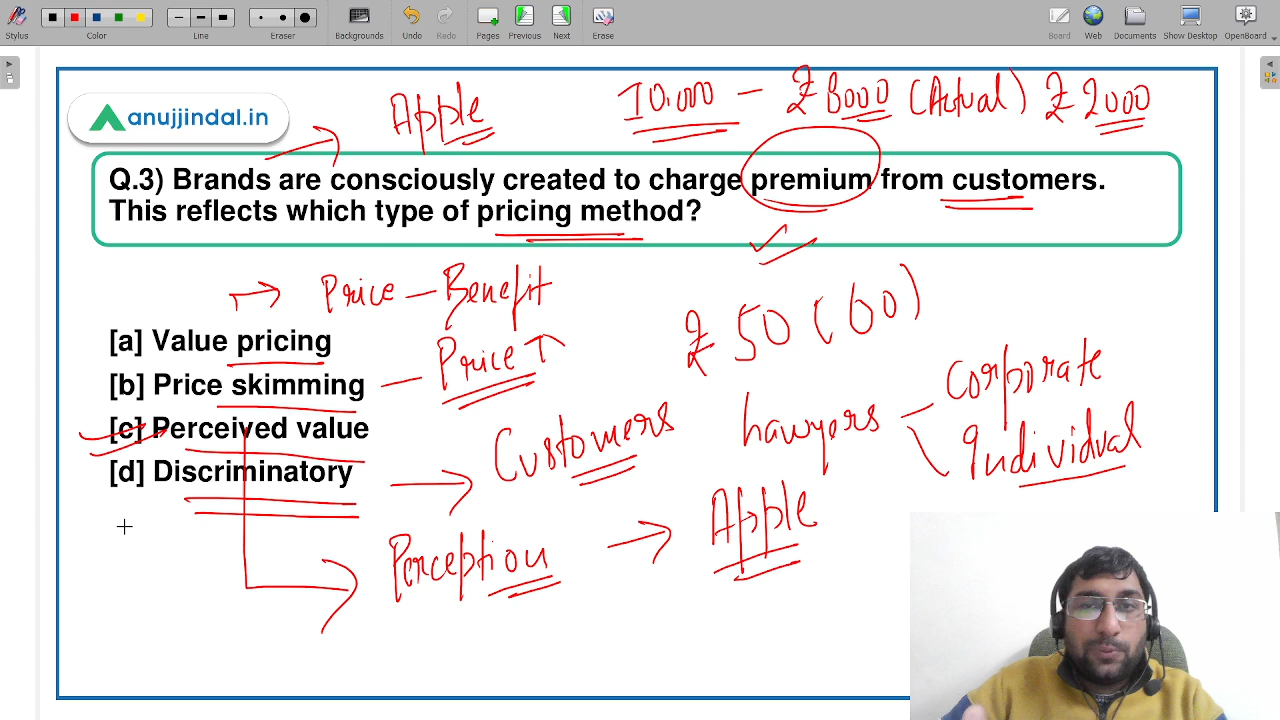 Stylus
Color
Line
Eraser
Backgrounds
Undo
Redo
Pages
Previous
Next
Erase
Board
Web
Documents
Show Desktop
OpenBoard
Apple 10.000 - ₹ 8000 (Actual) ₹ 2000
anujjindal.in
Q.3) Brands are consciously created to charge premium from customers.
This reflects which type of pricing method?
→ Price - Benefit
₹ 50 (60)
[a] Value pricing
[b] Price skimming - Price ↑
[c] Perceived value
[d] Discriminatory → Customers
Lawyers
Corporate
Individual
Perception → Apple